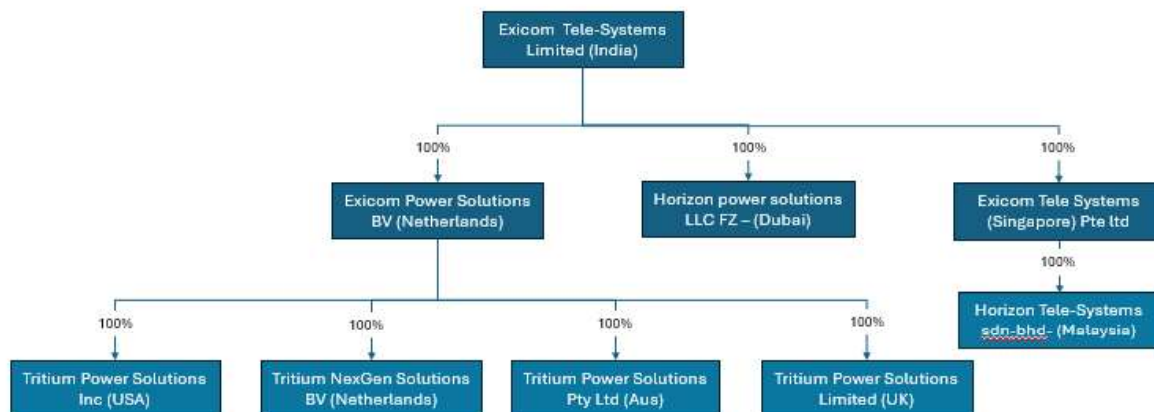 Exicom Tele-Systems
Limited (India)
100%
100%
100%
Exicom Power Solutions
BV (Netherlands)
Horizon power solutions
LLC FZ – (Dubai)
Exicom Tele Systems
(Singapore) Pte ltd
100%
100%
100%
100%
100%
Horizon Tele-Systems
sdn-bhd- (Malaysia)
Tritium Power Solutions
Inc (USA)
Tritium NexGen Solutions
BV (Netherlands)
Tritium Power Solutions
Pty Ltd (Aus)
Tritium Power Solutions
Limited (UK)